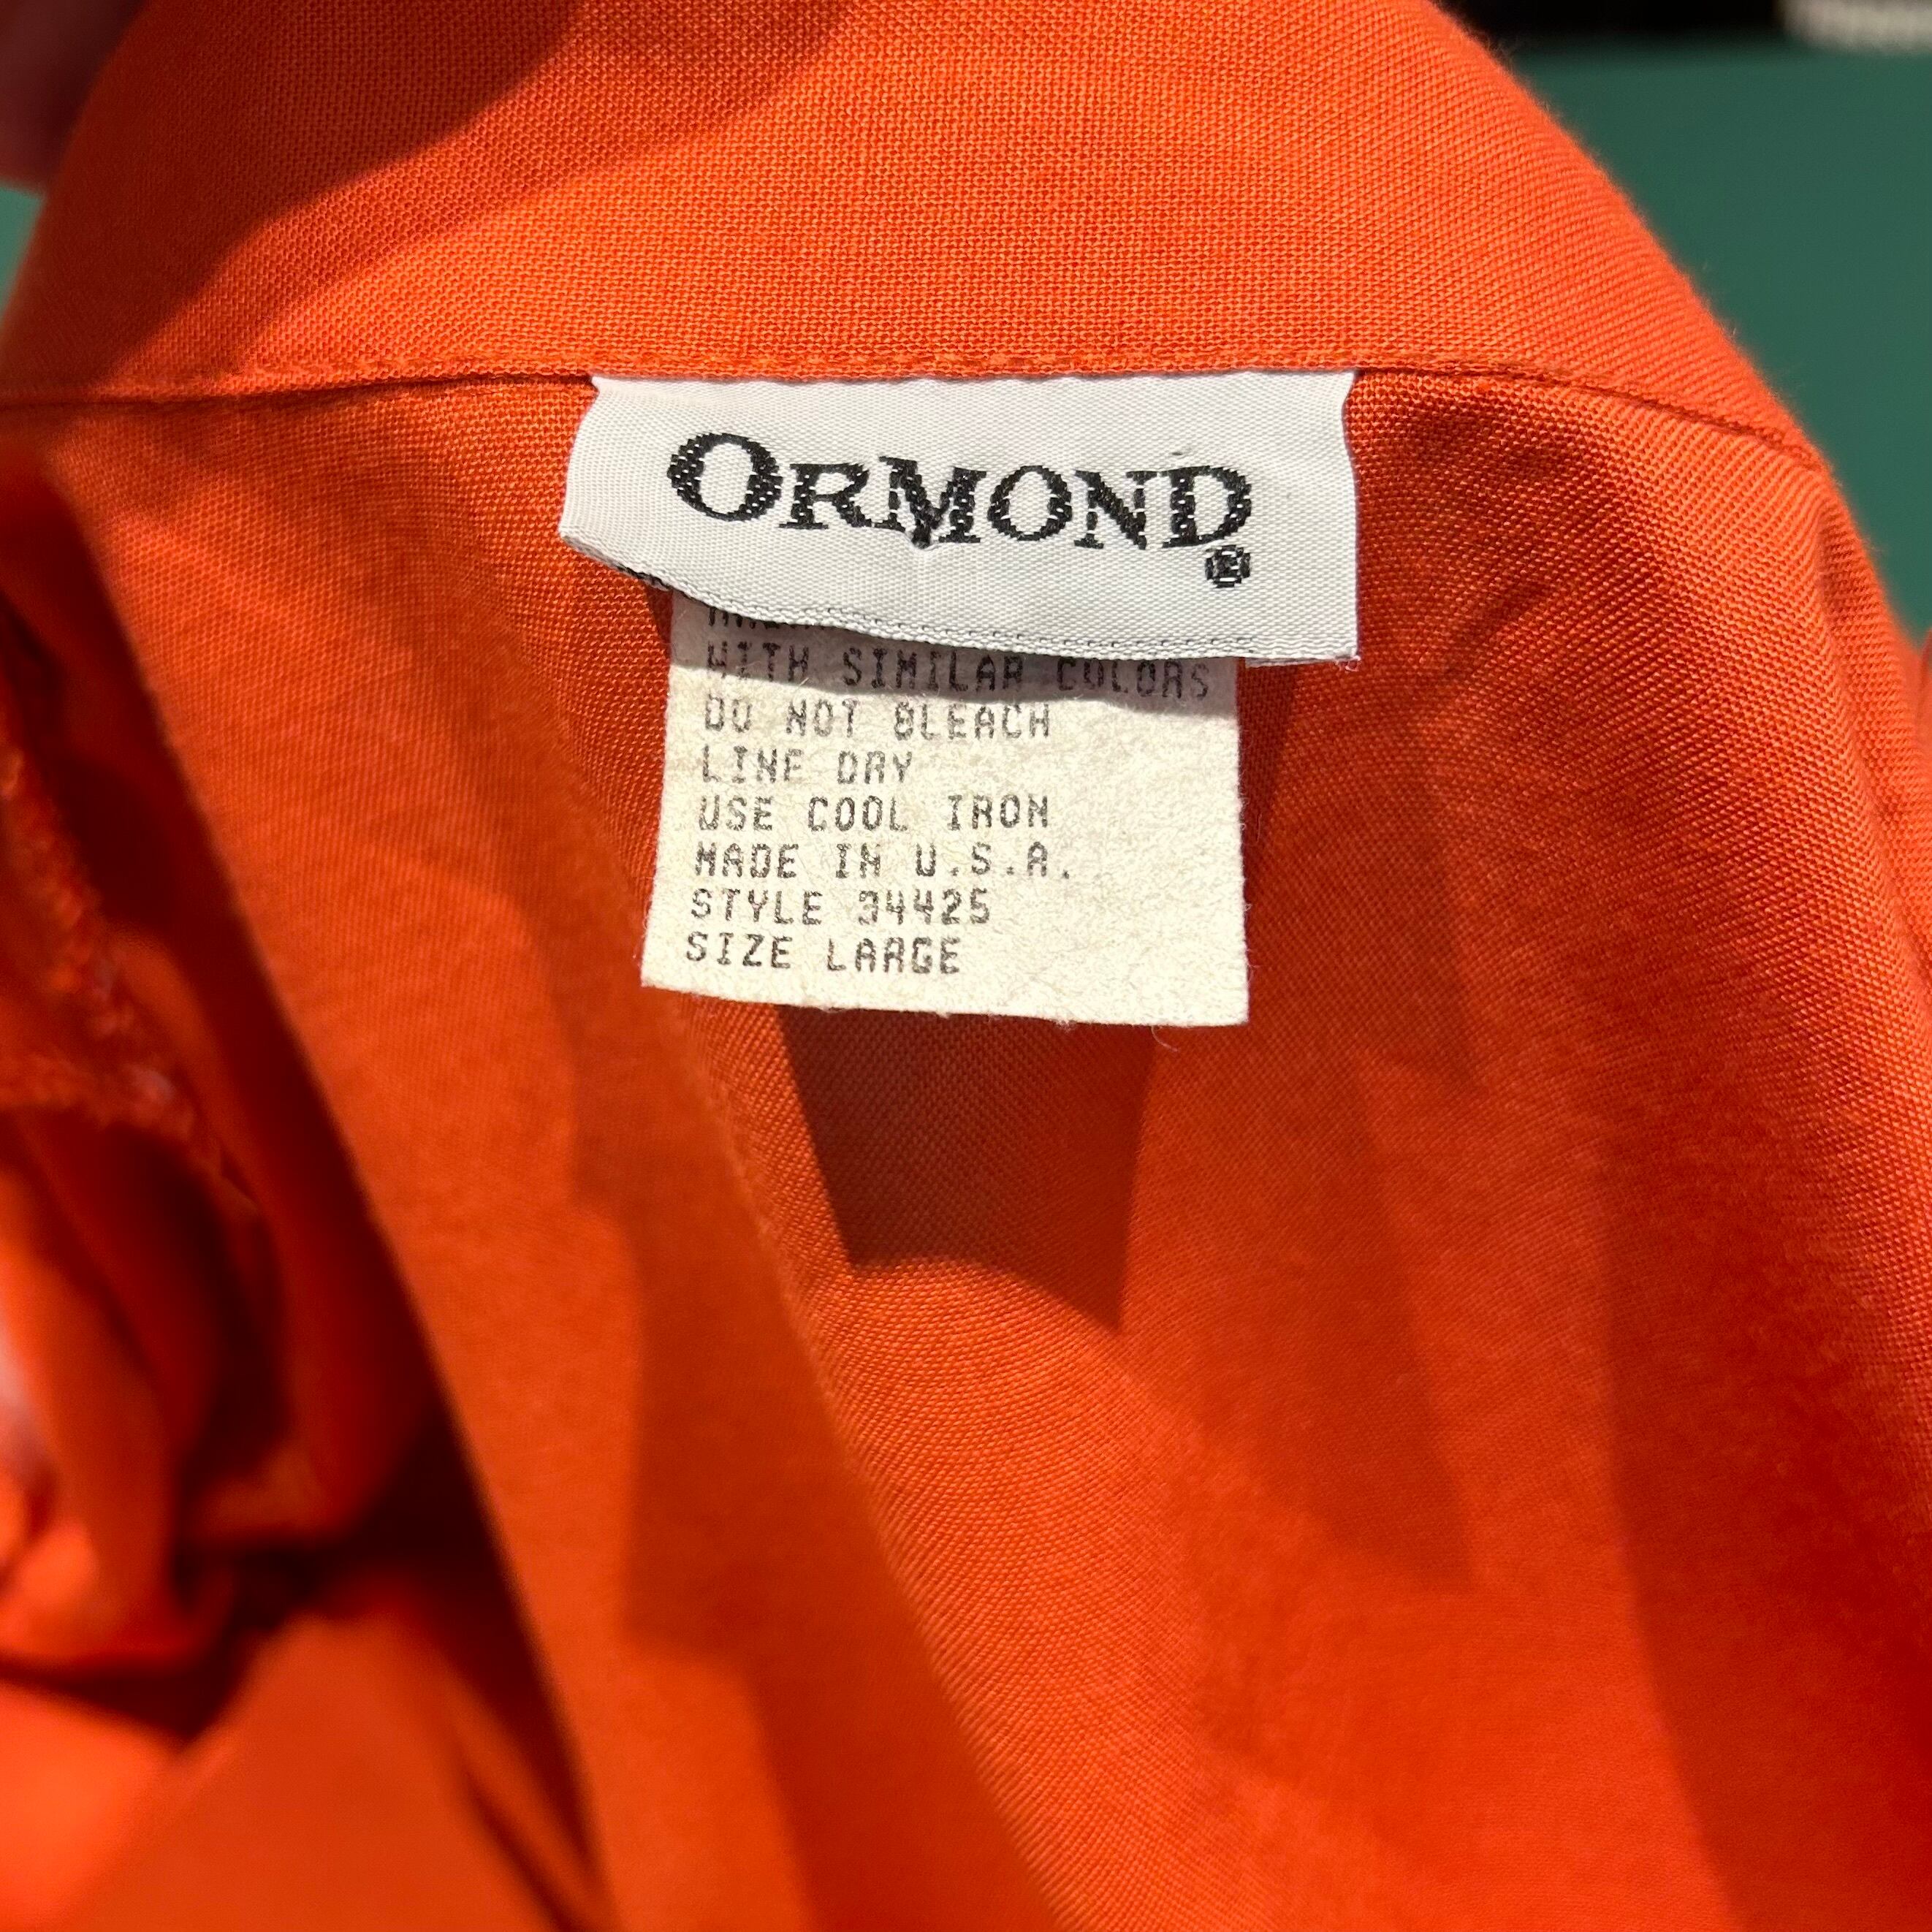 ORMOND®
WITH SIMILAR COLORS
DO NOT BLEACH
LINE DRY
USE COOL IRON
MADE IN U.S.A.
STYLE 34425
SIZE LARGE